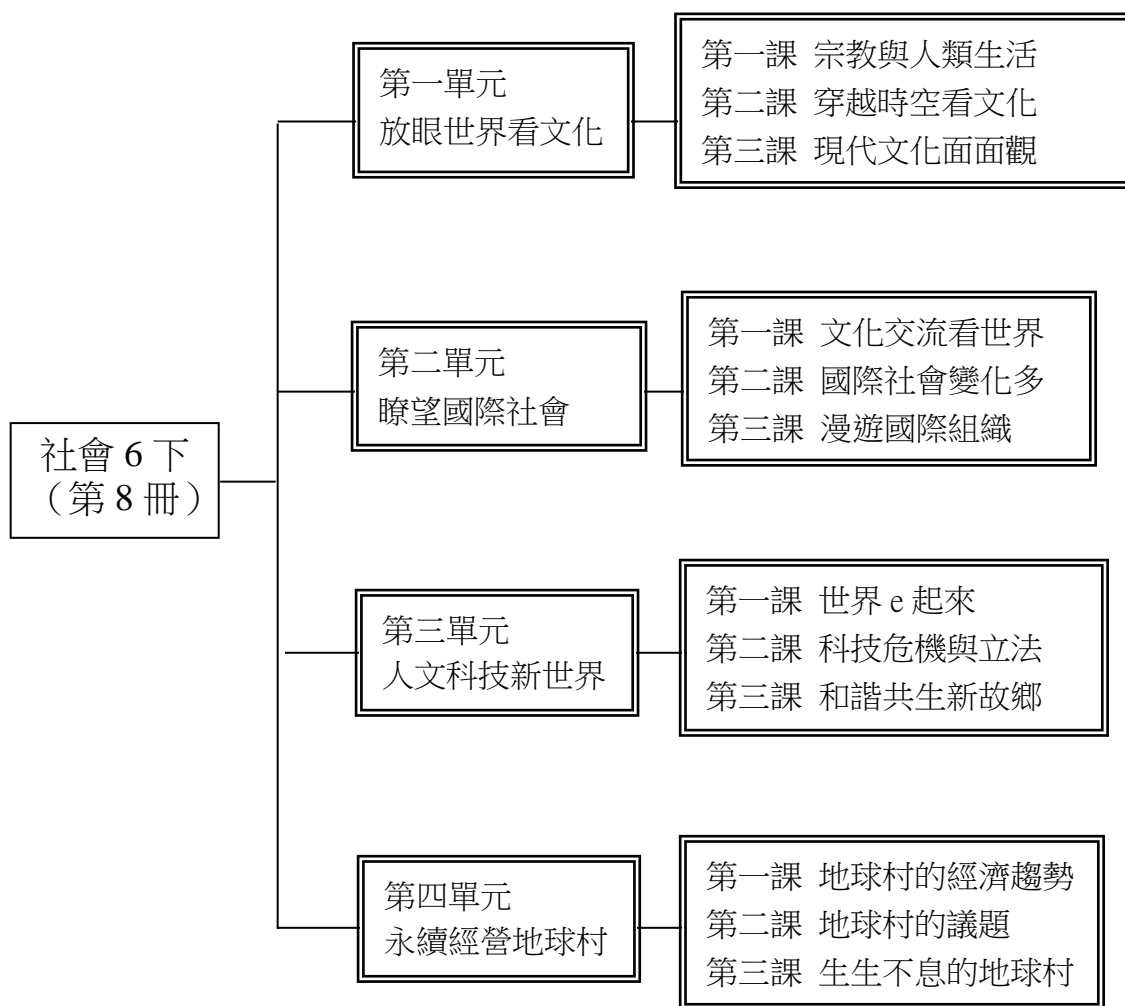 社會 6 下
（第 8 冊）
第一單元
放眼世界看文化
第一課 宗教與人類生活
第二課 穿越時空看文化
第三課 現代文化面面觀
第二單元
瞭望國際社會
第一課 文化交流看世界
第二課 國際社會變化多
第三課 漫遊國際組織
第三單元
人文科技新世界
第一課 世界 e 起來
第二課 科技危機與立法
第三課 和諧共生新故鄉
第四單元
永續經營地球村
第一課 地球村的經濟趨勢
第二課 地球村的議題
第三課 生生不息的地球村